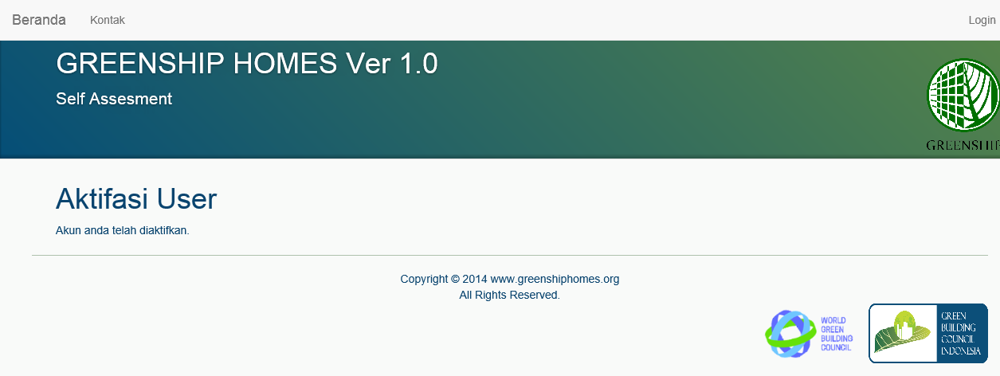 Beranda Kontak Login
GREENSHIP HOMES Ver 1.0
Self Assesment
GREENSHIP
Aktifasi User
Akun anda telah diaktifkan.
Copyright © 2014 www.greenshiphomes.org
All Rights Reserved.
WORLD
GREEN
BUILDING
COUNCIL
GREEN
BUILDING
COUNCIL
INDONESIA